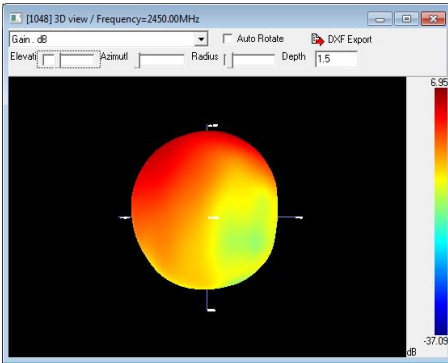 [1048] 3D view / Frequency=2450.00MHz
Gain . dB
Auto Rotate
DXF Export
Elevati
Azimutl
Radius
Depth
1.5
6.95
-37.09
dB